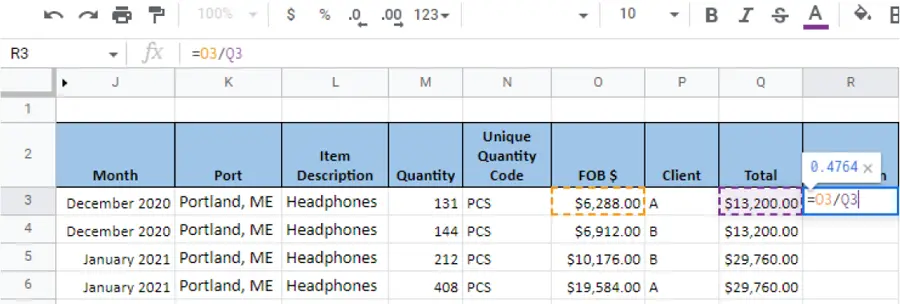 100% $ % .0 .00 123 10 B I S A
R3 fx =O3/Q3
J K L M N O P Q R
1
2 Month Port Item Description Quantity Unique Quantity Code FOB $ Client Total
0.4764 ×
3 December 2020 Portland, ME Headphones 131 PCS $6,288.00 A $13,200.00 =O3/Q3
4 December 2020 Portland, ME Headphones 144 PCS $6,912.00 B $13,200.00
5 January 2021 Portland, ME Headphones 212 PCS $10,176.00 B $29,760.00
6 January 2021 Portland, ME Headphones 408 PCS $19,584.00 A $29,760.00